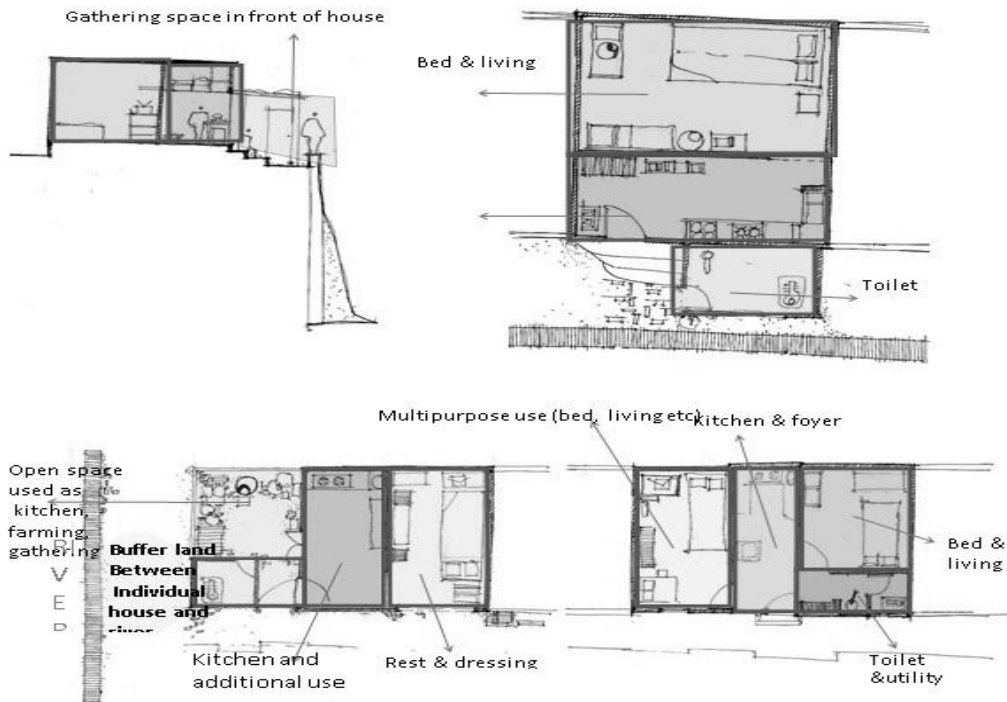 Gathering space in front of house
Bed & living
Toilet
Multipurpose use (bed, living etc)
Kitchen & foyer
Open space
used as
kitchen,
farming,
gathering
RI
V
E
R
Buffer land
Between
Individual
house and
river
Bed &
living
Kitchen and
additional use
Rest & dressing
Toilet
&utility